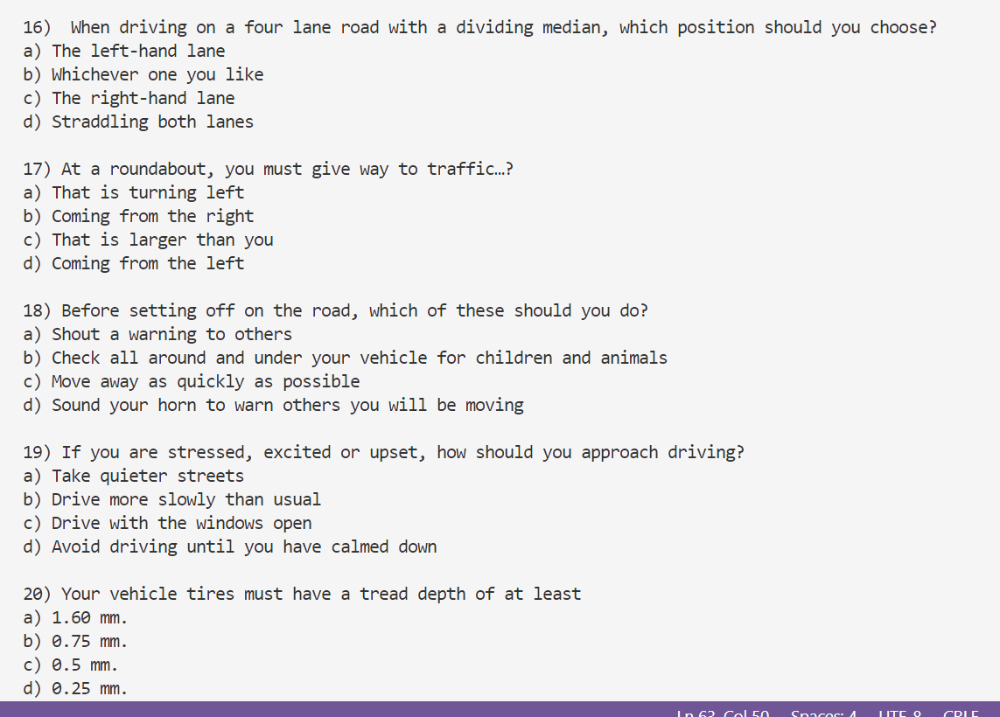 16)  When driving on a four lane road with a dividing median, which position should you choose?
a) The left-hand lane
b) Whichever one you like
c) The right-hand lane
d) Straddling both lanes
17) At a roundabout, you must give way to traffic…?
a) That is turning left
b) Coming from the right
c) That is larger than you
d) Coming from the left
18) Before setting off on the road, which of these should you do?
a) Shout a warning to others
b) Check all around and under your vehicle for children and animals
c) Move away as quickly as possible
d) Sound your horn to warn others you will be moving
19) If you are stressed, excited or upset, how should you approach driving?
a) Take quieter streets
b) Drive more slowly than usual
c) Drive with the windows open
d) Avoid driving until you have calmed down
20) Your vehicle tires must have a tread depth of at least
a) 1.60 mm.
b) 0.75 mm.
c) 0.5 mm.
d) 0.25 mm.
Ln 63, Col 50 Spaces: 4 UTF-8 CRLF